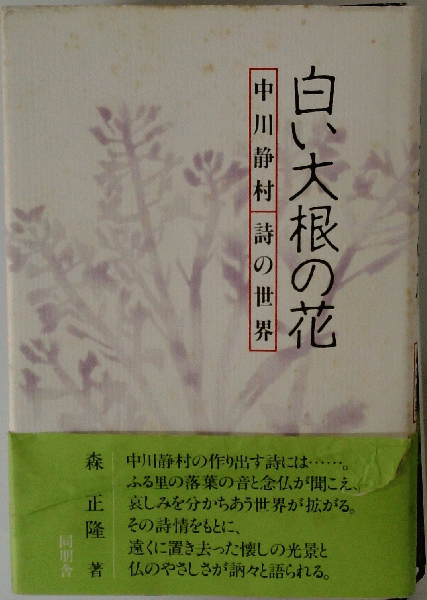 白い大根の花
中川静村 詩の世界
森正隆 著
同朋舎
中川静村の作り出す詩には……。
ふる里の落葉の音と念仏が聞こえ、
哀しみを分かちあう世界が拡がる。
その詩情をもとに、
遠くに置き去った懐しの光景と
仏のやさしさが訥々と語られる。